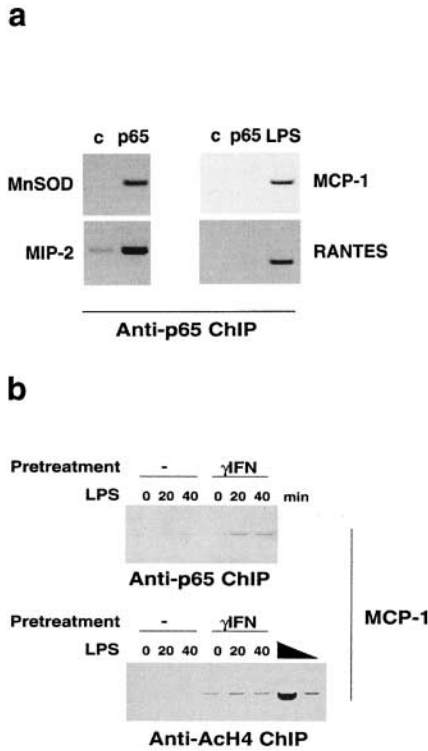 a
c p65
c p65 LPS
MnSOD
MCP-1
MIP-2
RANTES
Anti-p65 ChIP
b
Pretreatment - γIFN
LPS 0 20 40 0 20 40 min
Anti-p65 ChIP
MCP-1
Pretreatment - γIFN
LPS 0 20 40 0 20 40
Anti-AcH4 ChIP